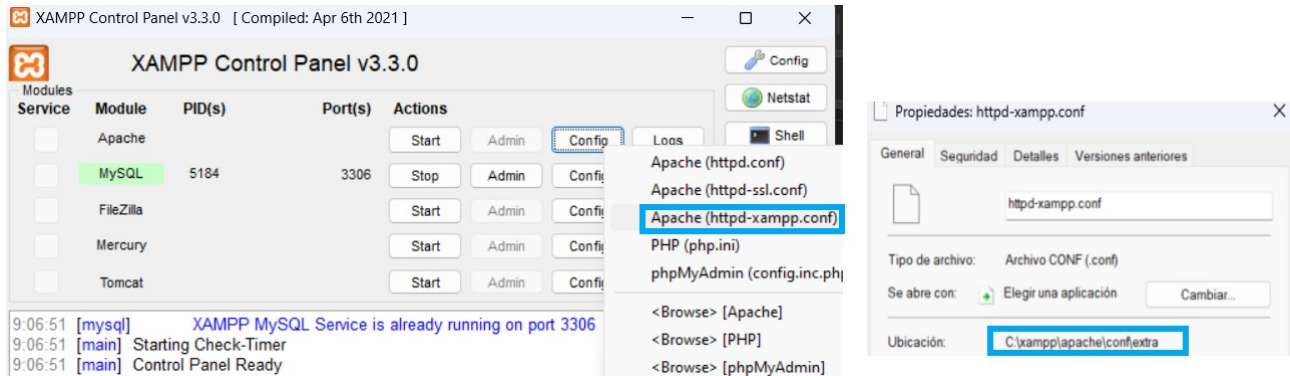 XAMPP Control Panel v3.3.0 [ Compiled: Apr 6th 2021 ]
XAMPP Control Panel v3.3.0
Config
Netstat
Shell
Modules
Service Module PID(s) Port(s) Actions
Apache Start Admin Config Logs
MySQL 5184 3306 Stop Admin Config
FileZilla Start Admin Config
Mercury Start Admin Config
Tomcat Start Admin Config
Apache (httpd.conf)
Apache (httpd-ssl.conf)
Apache (httpd-xampp.conf)
PHP (php.ini)
phpMyAdmin (config.inc.php
<Browse> [Apache]
<Browse> [PHP]
<Browse> [phpMyAdmin]
9:06:51 [mysql] XAMPP MySQL Service is already running on port 3306
9:06:51 [main] Starting Check-Timer
9:06:51 [main] Control Panel Ready
Propiedades: httpd-xampp.conf
General Seguridad Detalles Versiones anteriores
httpd-xampp.conf
Tipo de archivo: Archivo CONF (.conf)
Se abre con: Elegir una aplicación Cambiar...
Ubicación: C:\xampp\apache\conf\extra